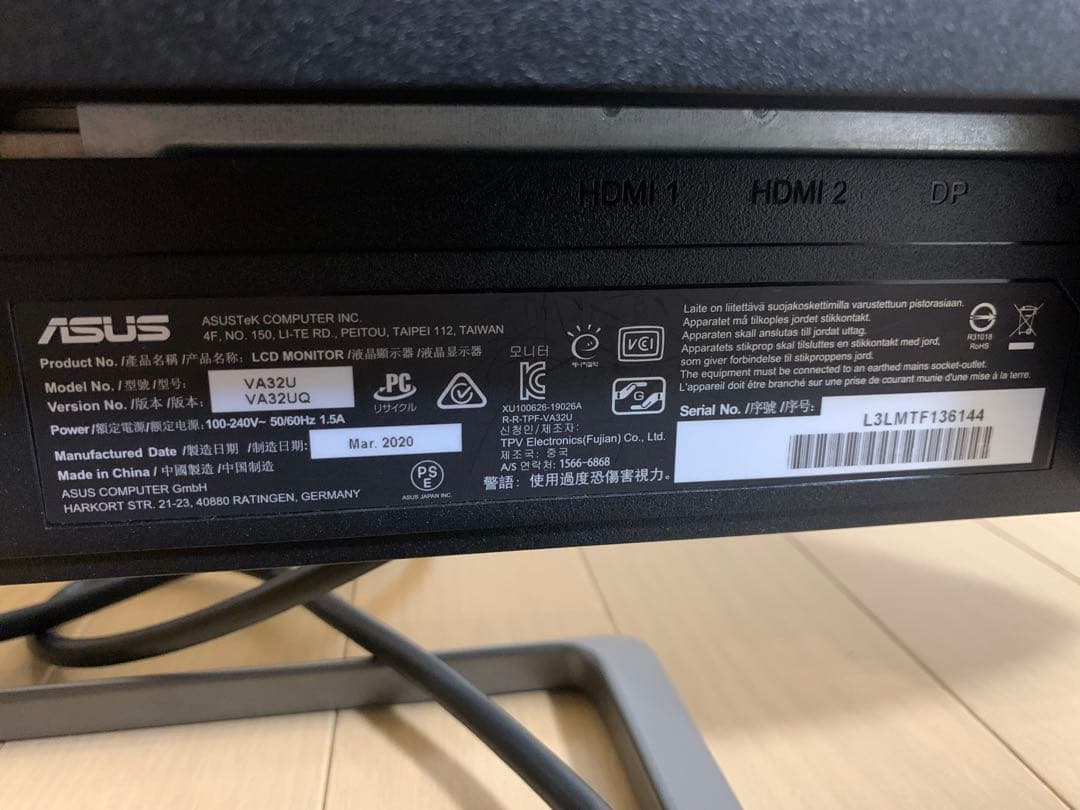 HDMI 1
HDMI 2
DP
ASUS
ASUSTeK COMPUTER INC.
4F, NO. 150, LI-TE RD., PEITOU, TAIPEI 112, TAIWAN
Product No. /產品名稱 /产品名称: LCD MONITOR /液晶顯示器 /液晶显示器
Model No. / 型號 /型号: VA32U
Version No. /版本 /版本: VA32UQ
Power/額定電源/额定电源: 100-240V~ 50/60Hz 1.5A
Manufactured Date /製造日期 /制造日期: Mar. 2020
Made in China / 中國製造 /中国制造
ASUS COMPUTER GmbH
HARKORT STR. 21-23, 40880 RATINGEN, GERMANY
PC
リサイクル
PSE
ASUS JAPAN INC.
모니터
e
에너지절약
VCI
G
KC
XU100626-19026A
R-R-TPF-VA32U
신청인/제조자:
TPV Electronics(Fujian) Co., Ltd.
제조국: 중국
A/S 연락처: 1566-6868
警語: 使用過度恐傷害視力。
Laite on liitettävä suojakoskettimilla varustettuun pistorasiaan.
Apparatet må tilkoples jordet stikkontakt.
Apparaten skall anslutas till jordat uttag.
Apparatets stikprop skal tilsluttes en stikkontakt med jord,
som giver forbindelse til stikproppens jord.
The equipment must be connected to an earthed mains socket-outlet.
L'appareil doit être branché sur une prise de courant munie d'une mise à la terre.
R31018
RoHS
Serial No. /序號 /序号:
L3LMTF136144